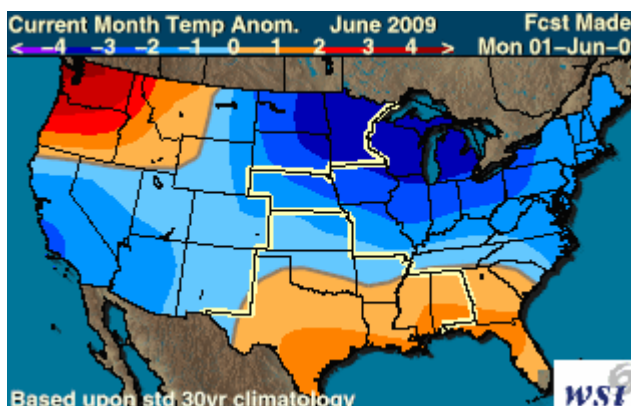 Current Month Temp Anom. June 2009 Fcst Made
< -4 -3 -2 -1 0 1 2 3 4 > Mon 01-Jun-0
Based upon std 30yr climatology
WSI